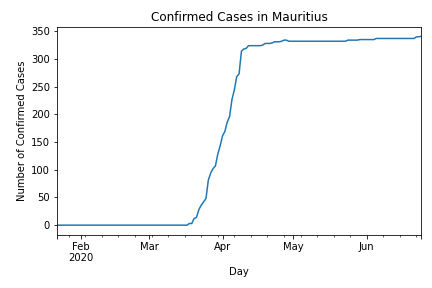 Confirmed Cases in Mauritius
350
300
250
200
150
100
50
0
Number of Confirmed Cases
Feb
2020
Mar
Apr
May
Jun
Day